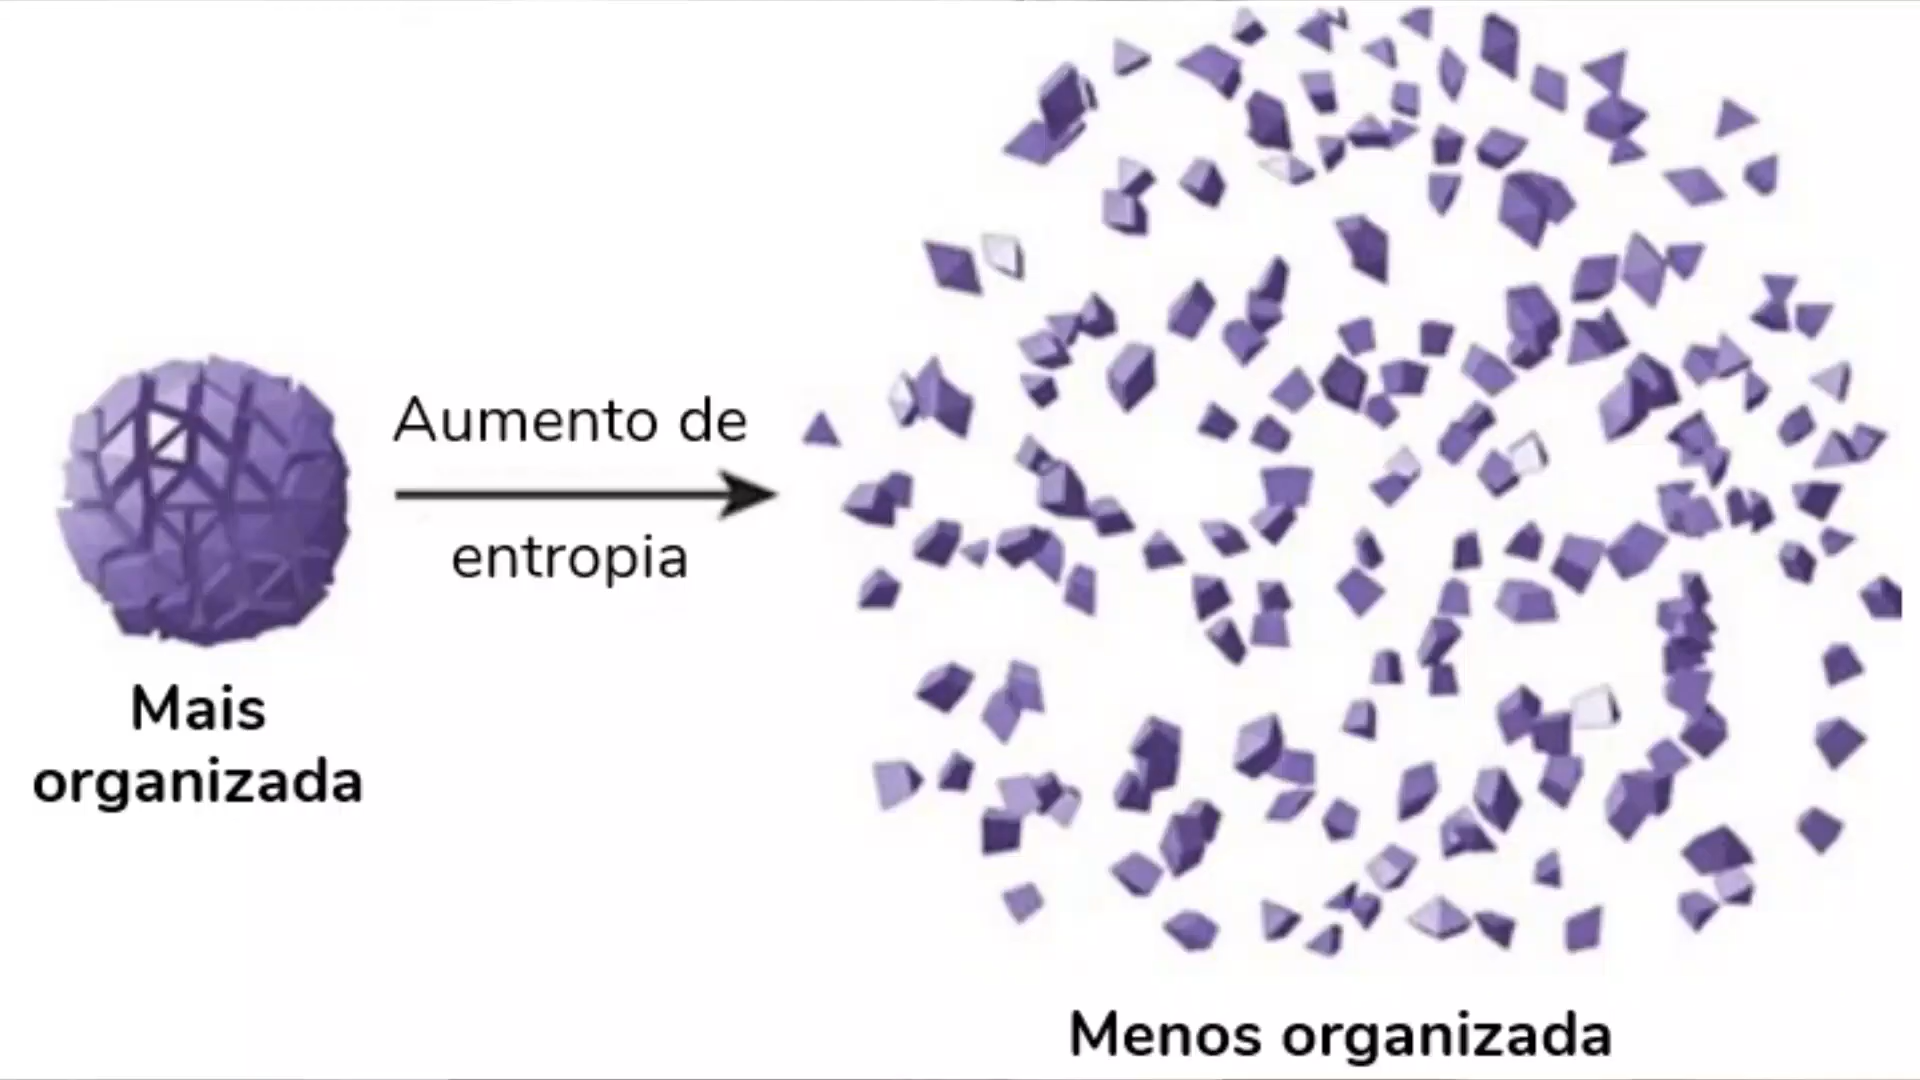 Aumento de
entropia
Mais
organizada
Menos organizada